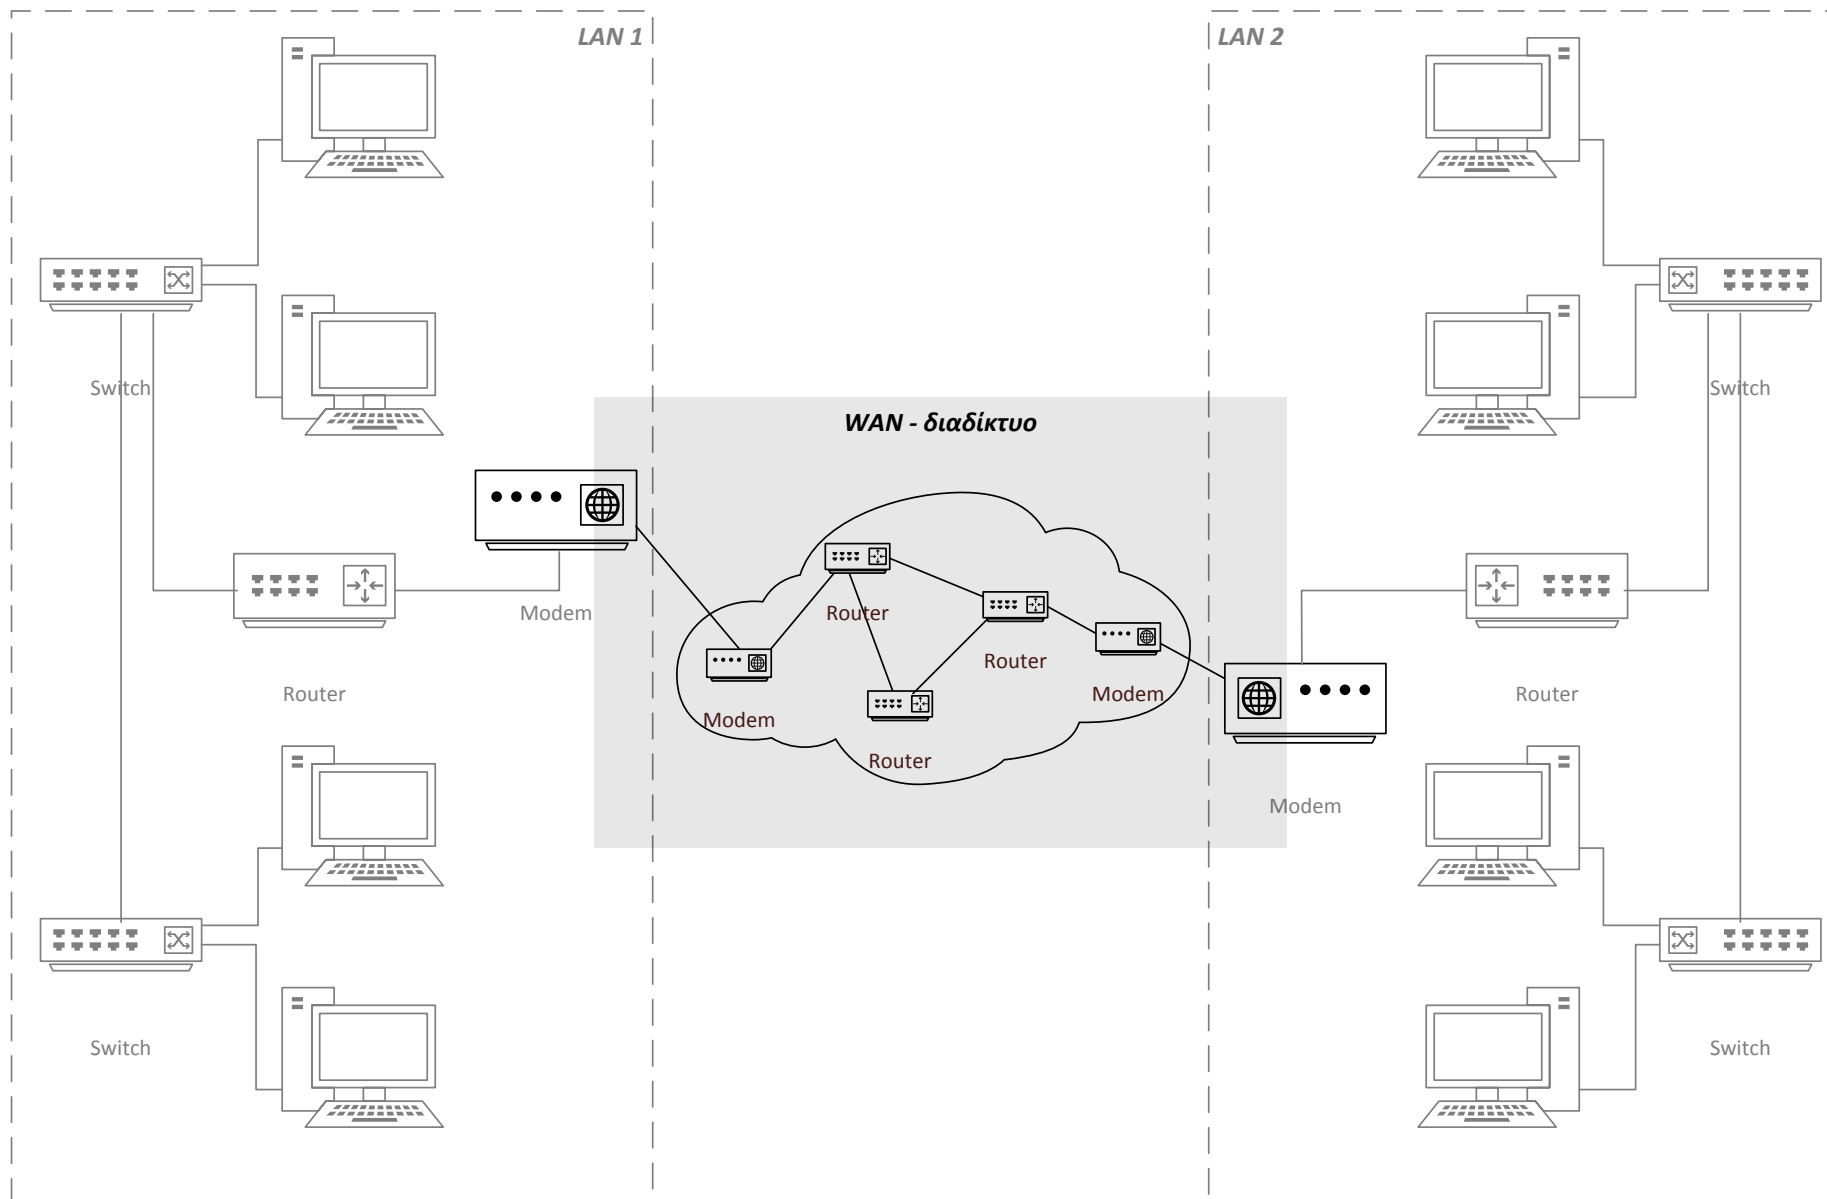 LAN 1
LAN 2
Switch
Switch
WAN - διαδίκτυο
Modem
Router
Router
Router
Modem
Modem
Router
Router
Router
Modem
Switch
Switch